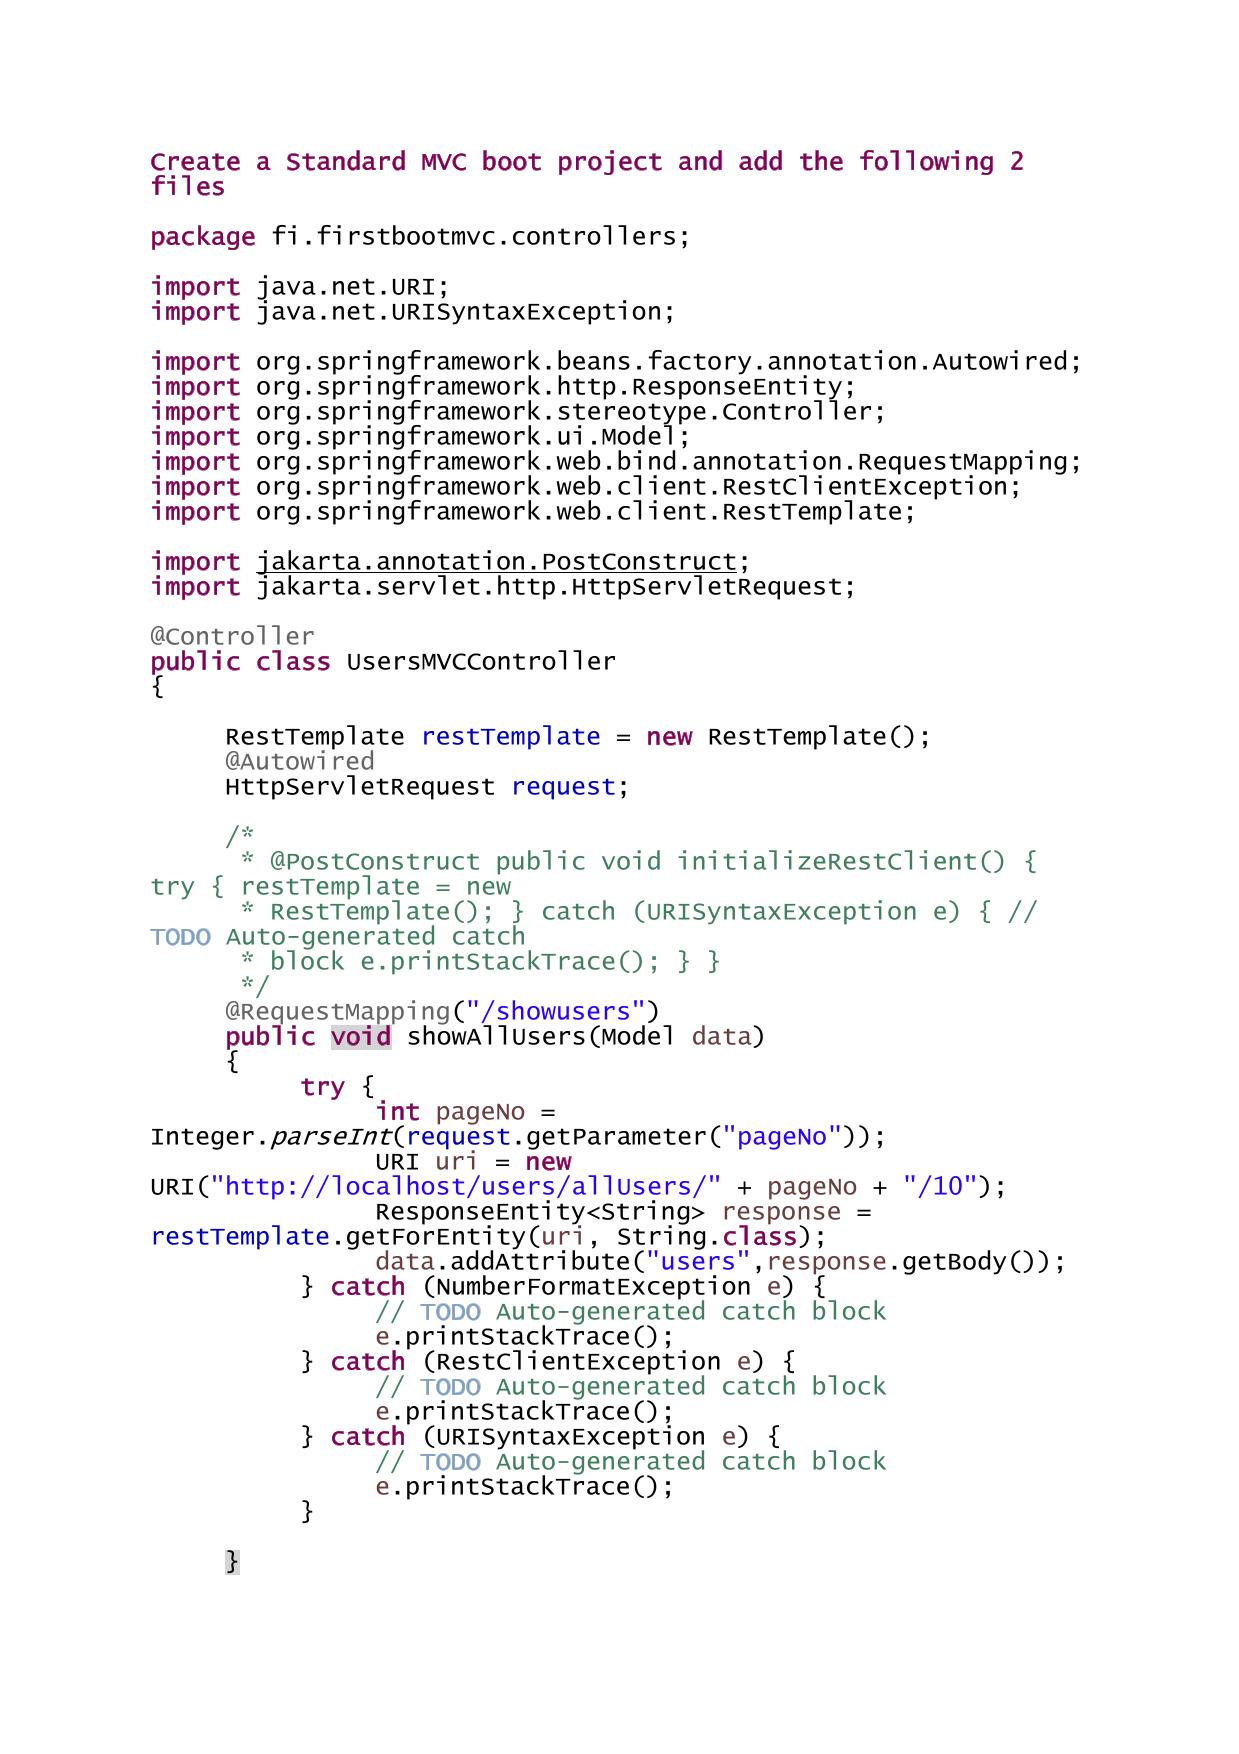 Create a Standard MVC boot project and add the following 2
files
package fi.firstbootmvc.controllers;
import java.net.URI;
import java.net.URISyntaxException;
import org.springframework.beans.factory.annotation.Autowired;
import org.springframework.http.ResponseEntity;
import org.springframework.stereotype.Controller;
import org.springframework.ui.Model;
import org.springframework.web.bind.annotation.RequestMapping;
import org.springframework.web.client.RestClientException;
import org.springframework.web.client.RestTemplate;
import jakarta.annotation.PostConstruct;
import jakarta.servlet.http.HttpServletRequest;
@Controller
public class UsersMVCController
{
RestTemplate restTemplate = new RestTemplate();
@Autowired
HttpServletRequest request;
/*
* @PostConstruct public void initializeRestClient() {
try { restTemplate = new
* RestTemplate(); } catch (URISyntaxException e) { //
TODO Auto-generated catch
* block e.printStackTrace(); } }
*/
@RequestMapping("/showusers")
public void showAllUsers(Model data)
{
try {
int pageNo =
Integer.parseInt(request.getParameter("pageNo"));
URI uri = new
URI("http://localhost/users/allUsers/" + pageNo + "/10");
ResponseEntity<String> response =
restTemplate.getForEntity(uri, String.class);
data.addAttribute("users",response.getBody());
} catch (NumberFormatException e) {
// TODO Auto-generated catch block
e.printStackTrace();
} catch (RestClientException e) {
// TODO Auto-generated catch block
e.printStackTrace();
} catch (URISyntaxException e) {
// TODO Auto-generated catch block
e.printStackTrace();
}
}